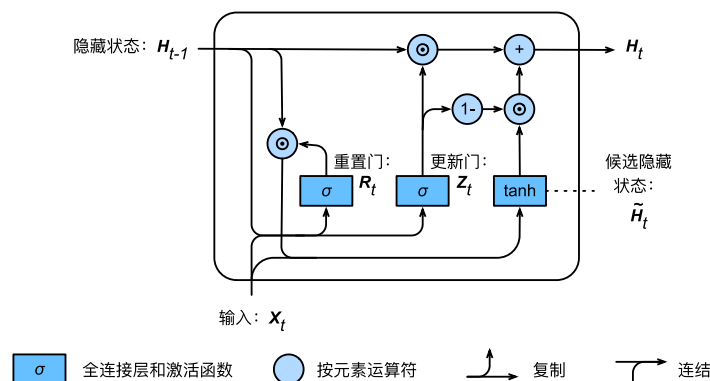 隐藏状态：H_{t-1}
H_t
+
1-
重置门：
R_t
更新门：
Z_t
候选隐藏
状态：
H̃_t
σ
σ
tanh
输入：X_t
σ 全连接层和激活函数
按元素运算符
复制
连结